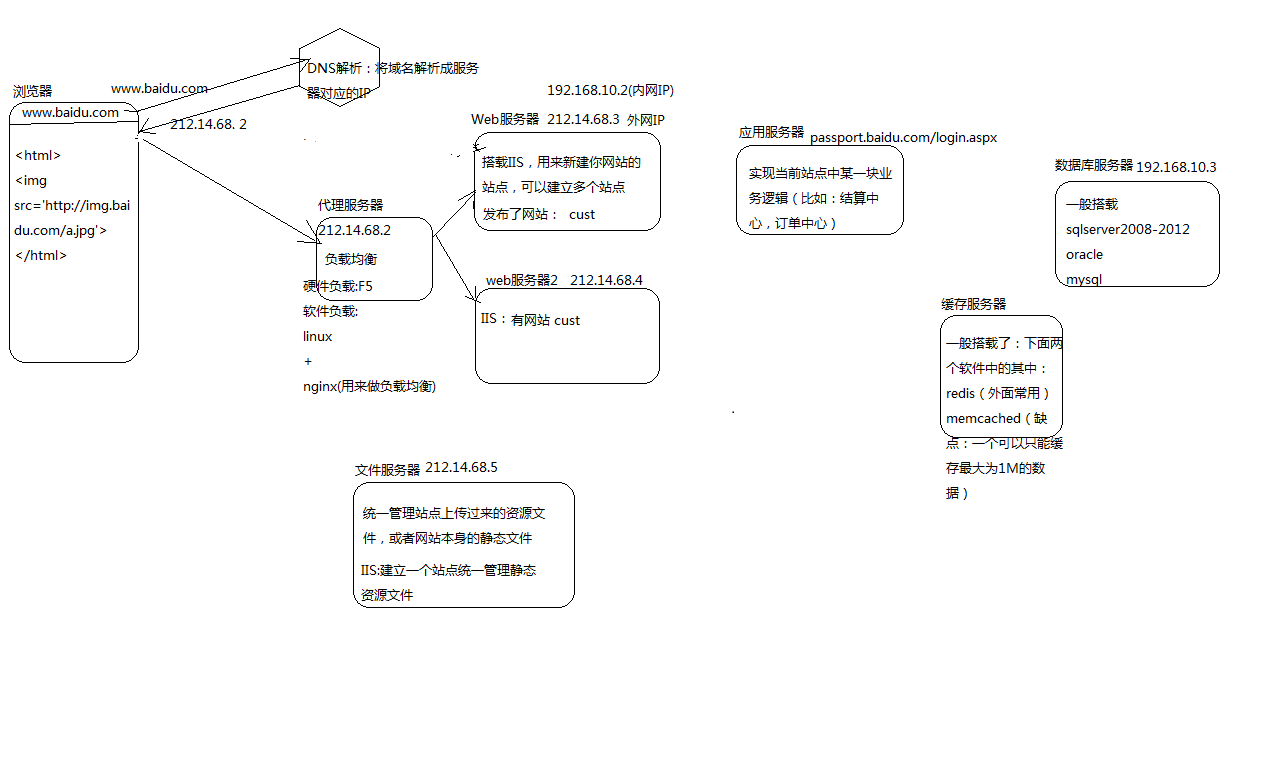 浏览器
www.baidu.com
<html>
<img
src='http://img.bai
du.com/a.jpg'>
</html>
www.baidu.com
212.14.68. 2
DNS解析：将域名解析成服务
器对应的IP
代理服务器
212.14.68.2
负载均衡
硬件负载:F5
软件负载:
linux
+
nginx(用来做负载均衡)
192.168.10.2(内网IP)
Web服务器 212.14.68.3 外网IP
搭载IIS，用来新建你网站的
站点，可以建立多个站点
发布了网站： cust
web服务器2 212.14.68.4
IIS：有网站 cust
文件服务器 212.14.68.5
统一管理站点上传过来的资源文
件，或者网站本身的静态文件
IIS:建立一个站点统一管理静态
资源文件
应用服务器 passport.baidu.com/login.aspx
实现当前站点中某一块业
务逻辑（比如：结算中
心，订单中心）
数据库服务器 192.168.10.3
一般搭载
sqlserver2008-2012
oracle
mysql
缓存服务器
一般搭载了：下面两
个软件中的其中：
redis（外面常用）
memcached（缺
点：一个可以只能缓
存最大为1M的数
据）